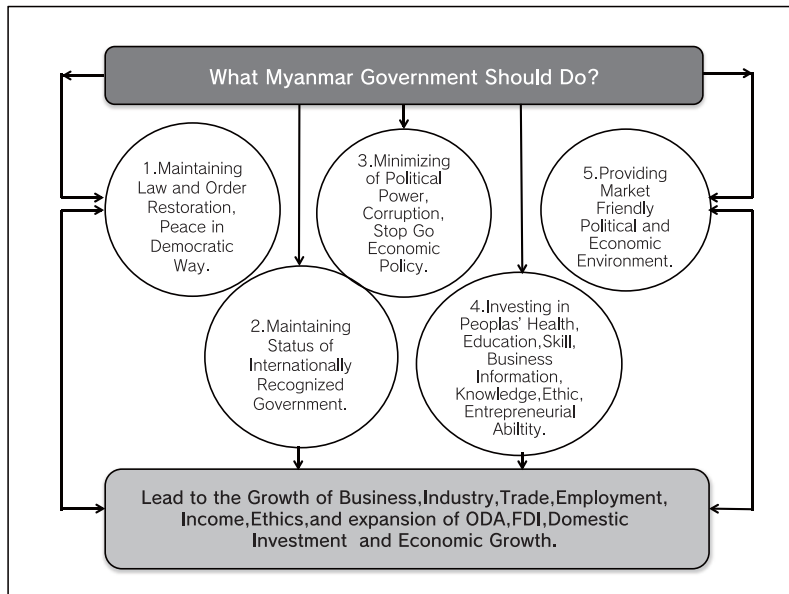 What Myanmar Government Should Do?
1.Maintaining
Law and Order
Restoration,
Peace in
Democratic
Way.
2.Maintaining
Status of
Internationally
Recognized
Government.
3.Minimizing
of Political
Power,
Corruption,
Stop Go
Economic
Policy.
4.Investing in
Peoplas' Health,
Education,Skill,
Business
Information,
Knowledge,Ethic,
Entrepreneurial
Abiltity.
5.Providing
Market
Friendly
Political and
Economic
Environment.
Lead to the Growth of Business,Industry,Trade,Employment,
Income,Ethics,and expansion of ODA,FDI,Domestic
Investment and Economic Growth.